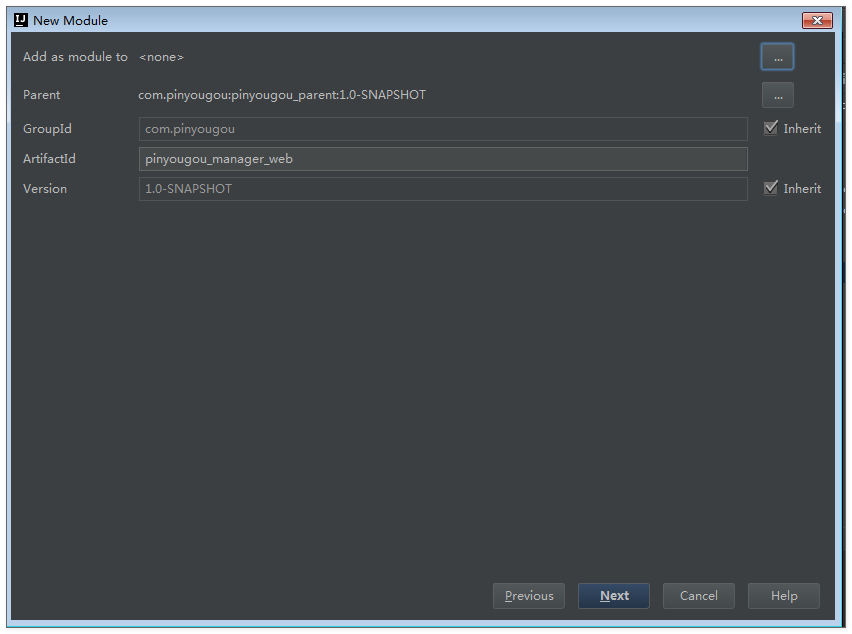 IJ New Module
Add as module to <none> ...
Parent com.pinyougou:pinyougou_parent:1.0-SNAPSHOT ...
GroupId com.pinyougou Inherit
ArtifactId pinyougou_manager_web
Version 1.0-SNAPSHOT Inherit
Previous Next Cancel Help